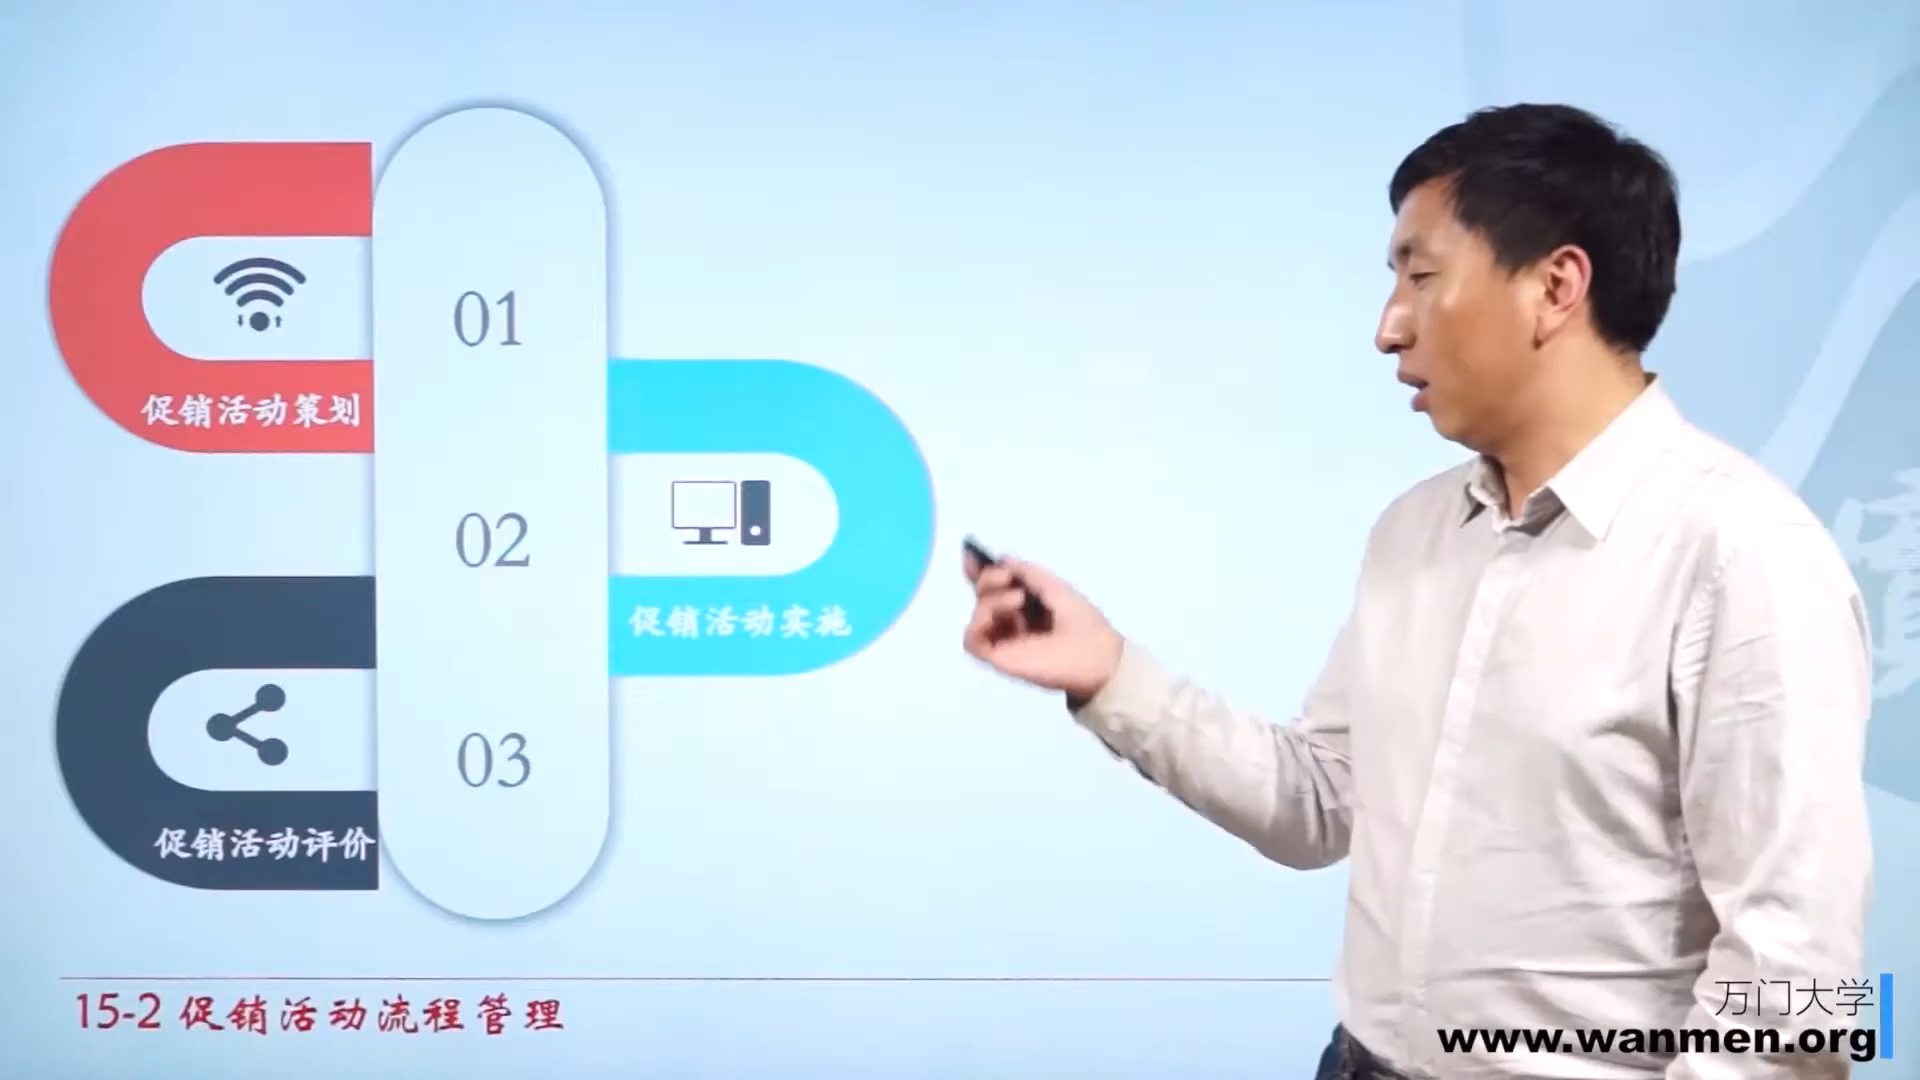 01
促销活动策划
02
促销活动实施
03
促销活动评价
15-2 促销活动流程管理
万门大学
www.wanmen.org